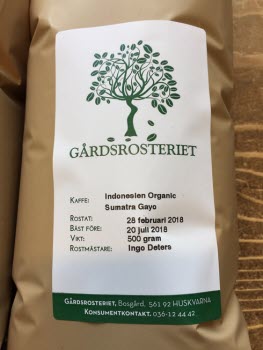 GÅRDSROSTERIET
KAFFE: Indonesien Organic
Sumatra Gayo
ROSTAT: 28 februari 2018
BÄST FÖRE: 20 juli 2018
VIKT: 500 gram
ROSTMÄSTARE: Ingo Deters
GÅRDSROSTERIET, Bosgård, 561 92 HUSKVARNA
KONSUMENTKONTAKT. 036-12 44 42